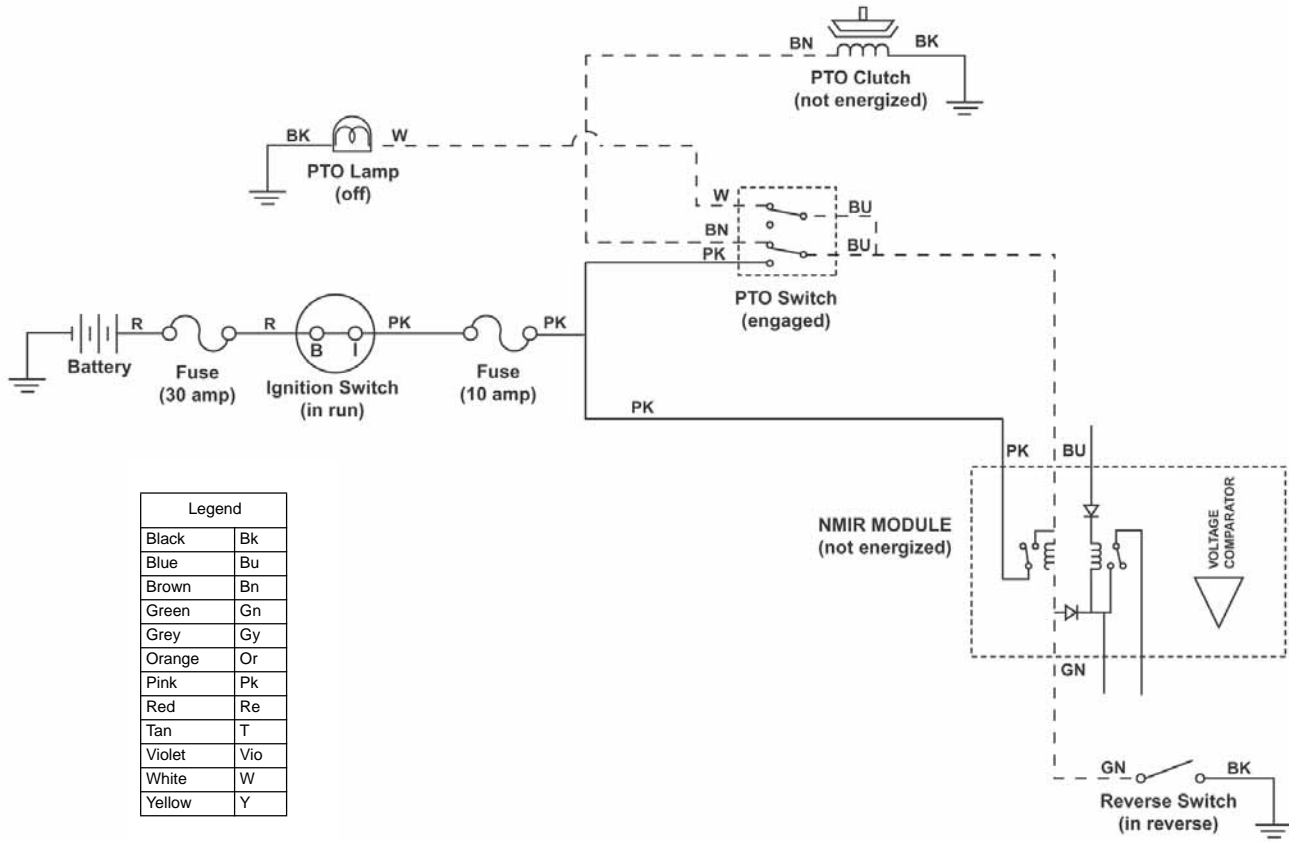 BN
BK
PTO Clutch
(not energized)
BK
W
PTO Lamp
(off)
W
BU
BN
BU
PK
PTO Switch
(engaged)
R
R
B
I
PK
PK
Battery
Fuse
(30 amp)
Ignition Switch
(in run)
Fuse
(10 amp)
PK
PK
BU
NMIR MODULE
(not energized)
VOLTAGE
COMPARATOR
GN
GN
BK
Reverse Switch
(in reverse)
Legend
Black Bk
Blue Bu
Brown Bn
Green Gn
Grey Gy
Orange Or
Pink Pk
Red Re
Tan T
Violet Vio
White W
Yellow Y